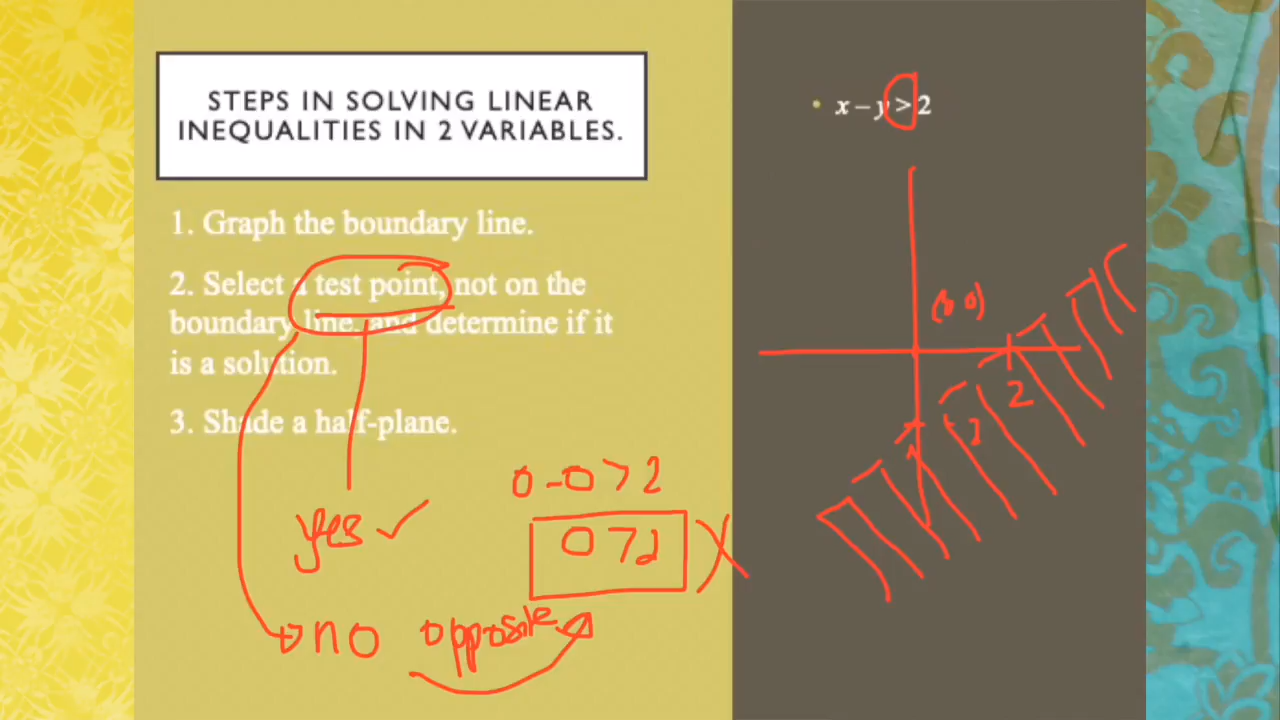 STEPS IN SOLVING LINEAR
INEQUALITIES IN 2 VARIABLES.
1. Graph the boundary line.
2. Select a test point, not on the
boundary line, and determine if it
is a solution.
3. Shade a half-plane.
yes ✓
no opposite
0-0>2
0>2 X
• x – y > 2
(0,0)
2